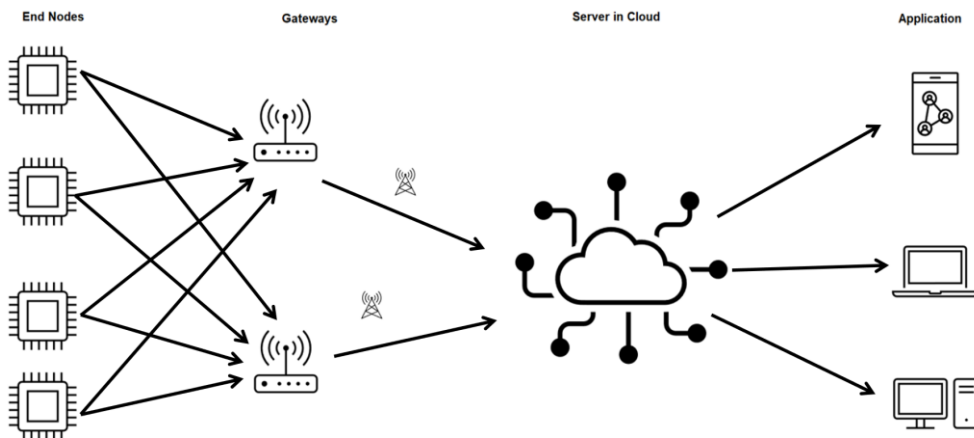 End Nodes
Gateways
Server in Cloud
Application